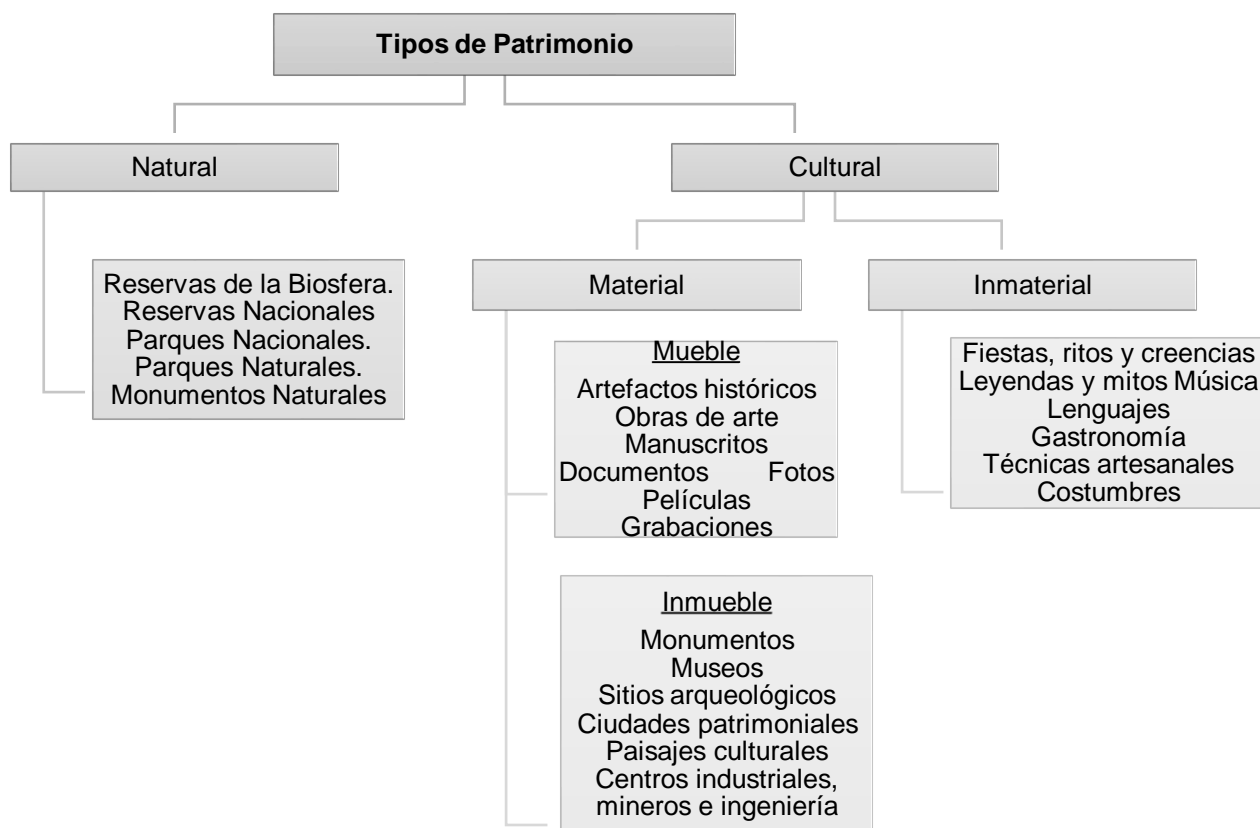 Tipos de Patrimonio
Natural
Cultural
Reservas de la Biosfera.
Reservas Nacionales
Parques Nacionales.
Parques Naturales.
Monumentos Naturales
Material
Inmaterial
Mueble
Artefactos históricos
Obras de arte
Manuscritos
Documentos Fotos
Películas
Grabaciones
Inmueble
Monumentos
Museos
Sitios arqueológicos
Ciudades patrimoniales
Paisajes culturales
Centros industriales,
mineros e ingeniería
Fiestas, ritos y creencias
Leyendas y mitos Música
Lenguajes
Gastronomía
Técnicas artesanales
Costumbres